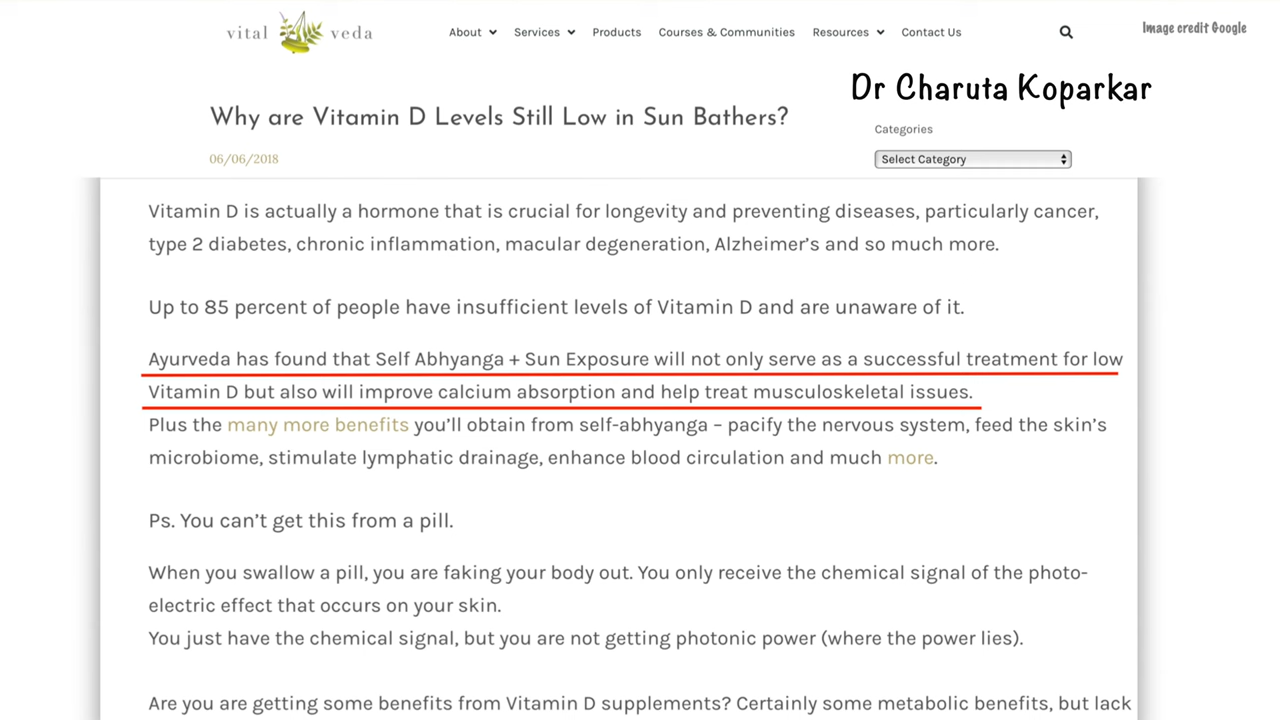 vital veda
About Services Products Courses & Communities Resources Contact Us
Image credit Google
Dr Charuta Koparkar
Why are Vitamin D Levels Still Low in Sun Bathers?
Categories
06/06/2018
Select Category
Vitamin D is actually a hormone that is crucial for longevity and preventing diseases, particularly cancer,
type 2 diabetes, chronic inflammation, macular degeneration, Alzheimer's and so much more.
Up to 85 percent of people have insufficient levels of Vitamin D and are unaware of it.
Ayurveda has found that Self Abhyanga + Sun Exposure will not only serve as a successful treatment for low
Vitamin D but also will improve calcium absorption and help treat musculoskeletal issues.
Plus the many more benefits you'll obtain from self-abhyanga – pacify the nervous system, feed the skin's
microbiome, stimulate lymphatic drainage, enhance blood circulation and much more.
Ps. You can't get this from a pill.
When you swallow a pill, you are faking your body out. You only receive the chemical signal of the photo-
electric effect that occurs on your skin.
You just have the chemical signal, but you are not getting photonic power (where the power lies).
Are you are getting some benefits from Vitamin D supplements? Certainly some metabolic benefits, but lack